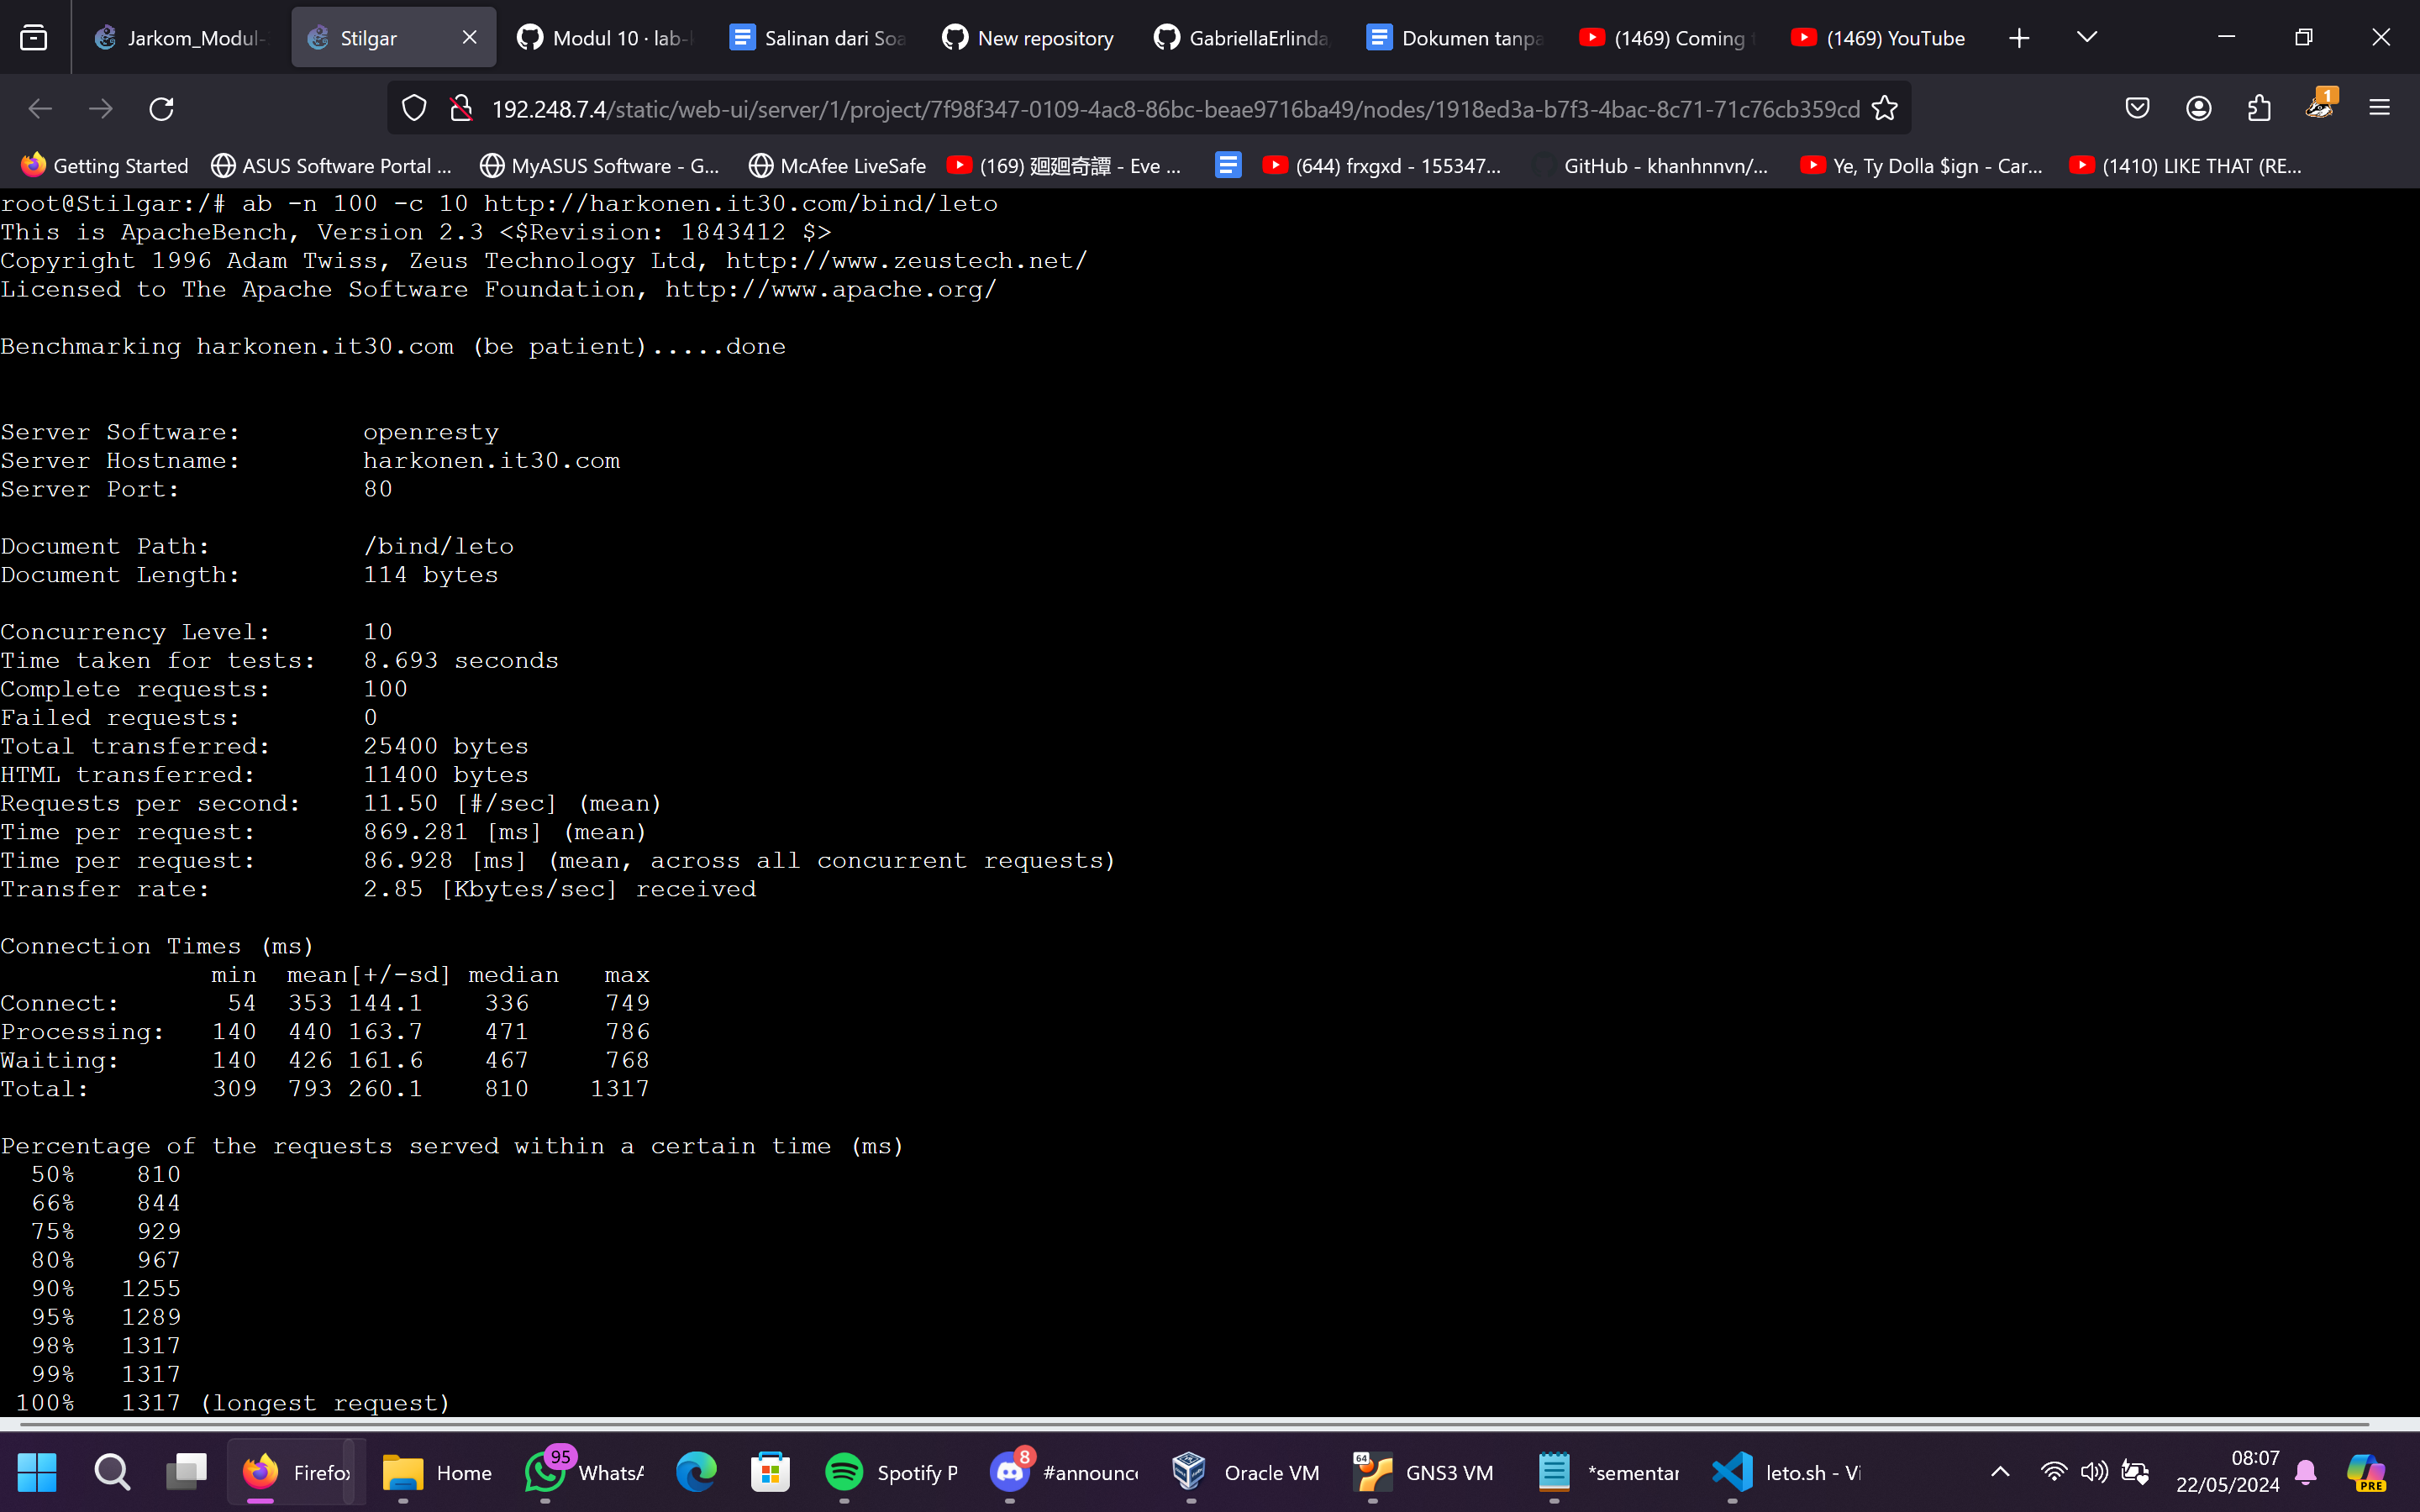 Jarkom_Modul-
Stilgar
Modul 10 · lab-
Salinan dari Soa
New repository
GabriellaErlinda
Dokumen tanpa
(1469) Coming
(1469) YouTube
192.248.7.4/static/web-ui/server/1/project/7f98f347-0109-4ac8-86bc-beae9716ba49/nodes/1918ed3a-b7f3-4bac-8c71-71c76cb359cd
1
Getting Started
ASUS Software Portal ...
MyASUS Software - G...
McAfee LiveSafe
(169) 廻廻奇譚 - Eve ...
(644) frxgxd - 155347...
GitHub - khanhnnvn/...
Ye, Ty Dolla $ign - Car...
(1410) LIKE THAT (RE...
root@Stilgar:/# ab -n 100 -c 10 http://harkonen.it30.com/bind/leto
This is ApacheBench, Version 2.3 <$Revision: 1843412 $>
Copyright 1996 Adam Twiss, Zeus Technology Ltd, http://www.zeustech.net/
Licensed to The Apache Software Foundation, http://www.apache.org/
Benchmarking harkonen.it30.com (be patient).....done
Server Software: openresty
Server Hostname: harkonen.it30.com
Server Port: 80
Document Path: /bind/leto
Document Length: 114 bytes
Concurrency Level: 10
Time taken for tests: 8.693 seconds
Complete requests: 100
Failed requests: 0
Total transferred: 25400 bytes
HTML transferred: 11400 bytes
Requests per second: 11.50 [#/sec] (mean)
Time per request: 869.281 [ms] (mean)
Time per request: 86.928 [ms] (mean, across all concurrent requests)
Transfer rate: 2.85 [Kbytes/sec] received
Connection Times (ms)
min mean[+/-sd] median max
Connect: 54 353 144.1 336 749
Processing: 140 440 163.7 471 786
Waiting: 140 426 161.6 467 768
Total: 309 793 260.1 810 1317
Percentage of the requests served within a certain time (ms)
50% 810
66% 844
75% 929
80% 967
90% 1255
95% 1289
98% 1317
99% 1317
100% 1317 (longest request)
Firefox
Home
95
WhatsA
Spotify P
8
#announc
Oracle VM
64
GNS3 VM
*sementar
leto.sh - Vi
08:07
22/05/2024
PRE